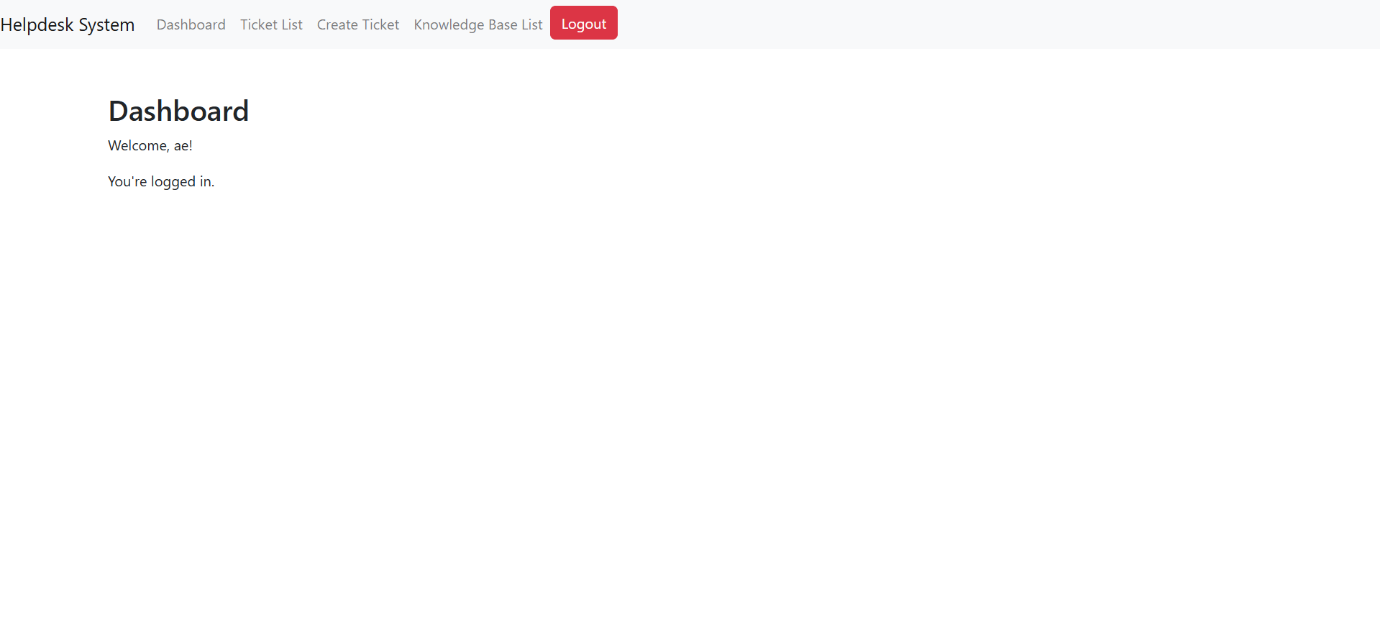 Helpdesk System Dashboard Ticket List Create Ticket Knowledge Base List Logout
Dashboard
Welcome, ae!
You're logged in.